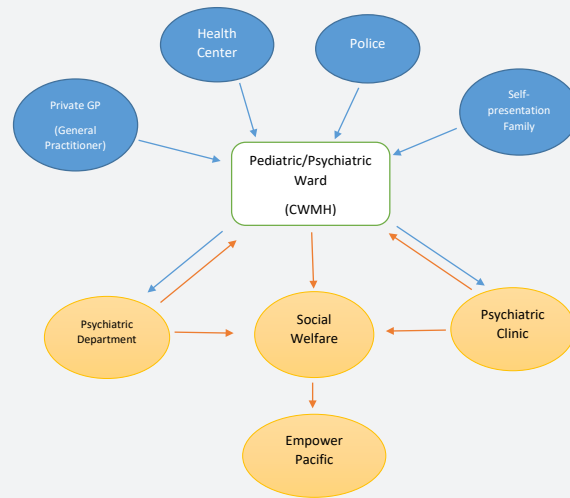 Health
Center
Police
Private GP
(General
Practitioner)
Self-
presentation
Family
Pediatric/Psychiatric
Ward
(CWMH)
Psychiatric
Department
Social
Welfare
Psychiatric
Clinic
Empower
Pacific